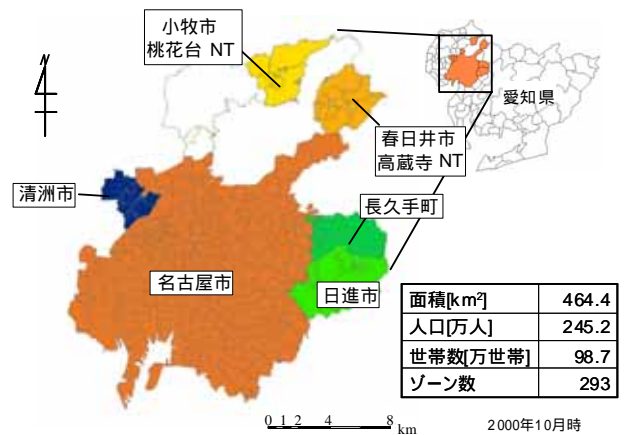 小牧市
桃花台 NT
愛知県
春日井市
高蔵寺 NT
清洲市
長久手町
名古屋市
日進市
面積[km²] 464.4
人口[万人] 245.2
世帯数[万世帯] 98.7
ゾーン数 293
0 1 2 4 8 km
2000年10月時